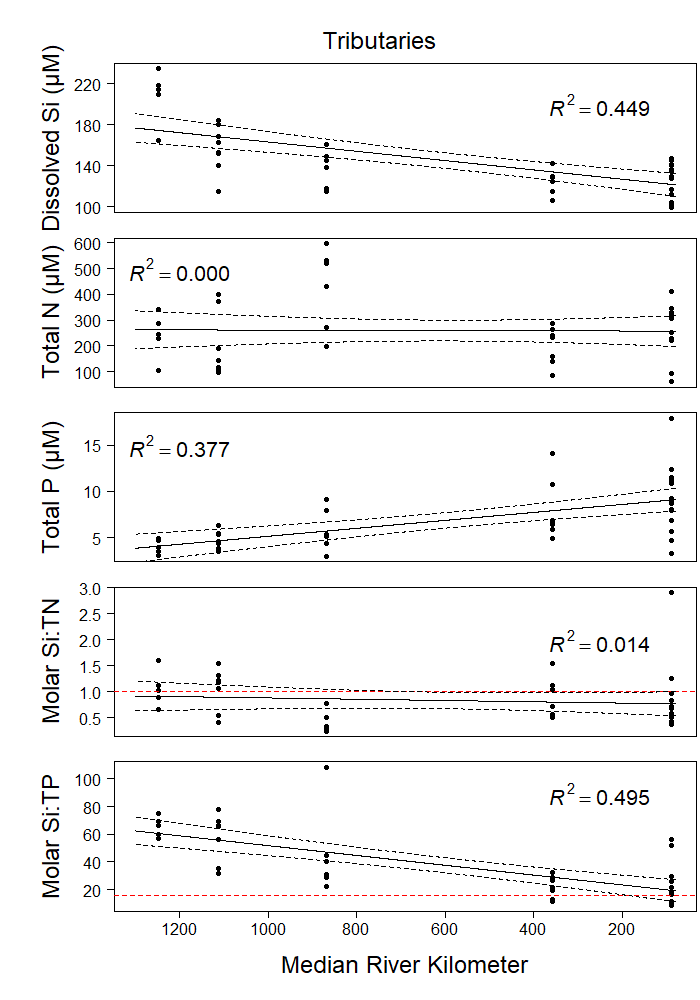 Tributaries
Dissolved Si (µM)
220
180
140
100
R² = 0.449
Total N (µM)
600
500
400
300
200
100
R² = 0.000
Total P (µM)
15
10
5
R² = 0.377
Molar Si:TN
3.0
2.5
2.0
1.5
1.0
0.5
R² = 0.014
Molar Si:TP
100
80
60
40
20
R² = 0.495
1200 1000 800 600 400 200
Median River Kilometer